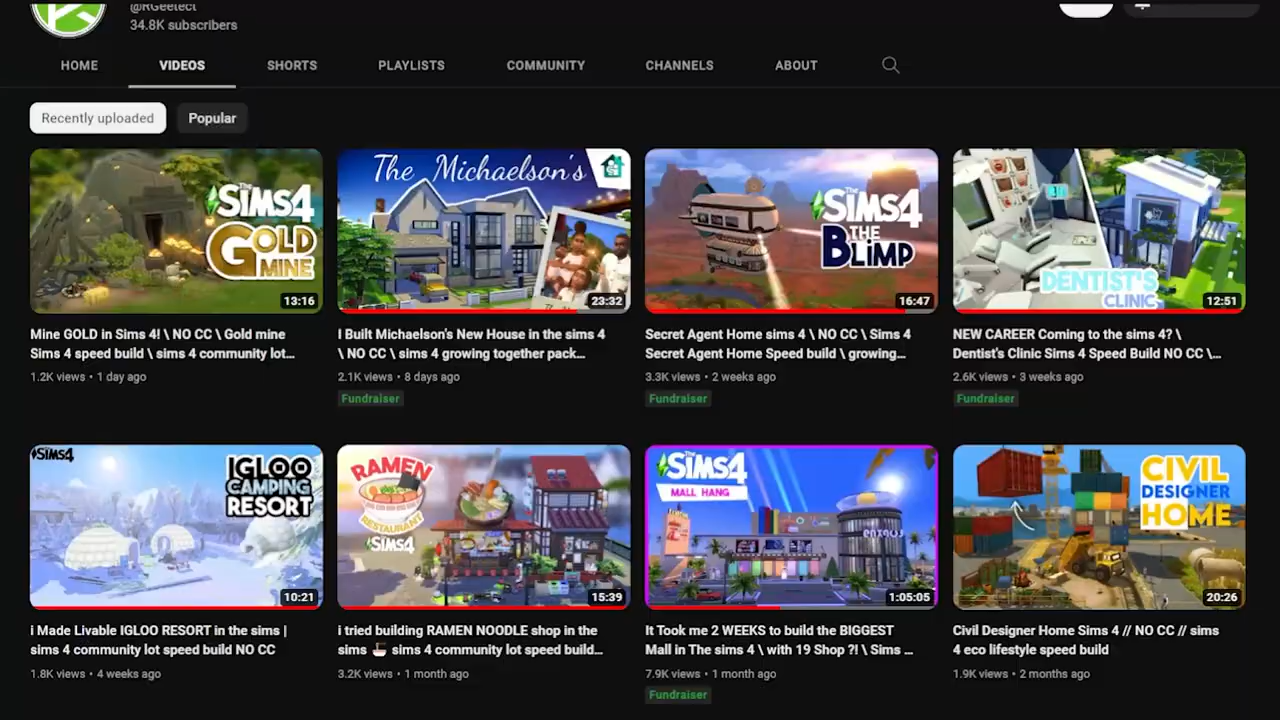 @RGeetect
34.8K subscribers
HOME
VIDEOS
SHORTS
PLAYLISTS
COMMUNITY
CHANNELS
ABOUT
Recently uploaded
Popular
THE SIMS4
GOLD
MINE
13:16
The Michaelson's
23:32
THE SIMS4
THE
BLIMP
16:47
DENTIST'S
CLINIC
12:51
Mine GOLD in Sims 4! \ NO CC \ Gold mine
Sims 4 speed build \ sims 4 community lot...
1.2K views • 1 day ago
I Built Michaelson's New House in the sims 4
\ NO CC \ sims 4 growing together pack...
2.1K views • 8 days ago
Fundraiser
Secret Agent Home sims 4 \ NO CC \ Sims 4
Secret Agent Home Speed build \ growing...
3.3K views • 2 weeks ago
Fundraiser
NEW CAREER Coming to the sims 4? \
Dentist's Clinic Sims 4 Speed Build NO CC \...
2.6K views • 3 weeks ago
Fundraiser
SIMS4
IGLOO
CAMPING
RESORT
10:21
RAMEN
RESTAURANT
SIMS4
15:39
THE SIMS4
MALL HANG
1:05:05
CIVIL
DESIGNER
HOME
20:26
i Made Livable IGLOO RESORT in the sims |
sims 4 community lot speed build NO CC
1.8K views • 4 weeks ago
i tried building RAMEN NOODLE shop in the
sims 🍜 sims 4 community lot speed build...
3.2K views • 1 month ago
It Took me 2 WEEKS to build the BIGGEST
Mall in The sims 4 \ with 19 Shop ?! \ Sims ...
7.9K views • 1 month ago
Fundraiser
Civil Designer Home Sims 4 // NO CC // sims
4 eco lifestyle speed build
1.9K views • 2 months ago